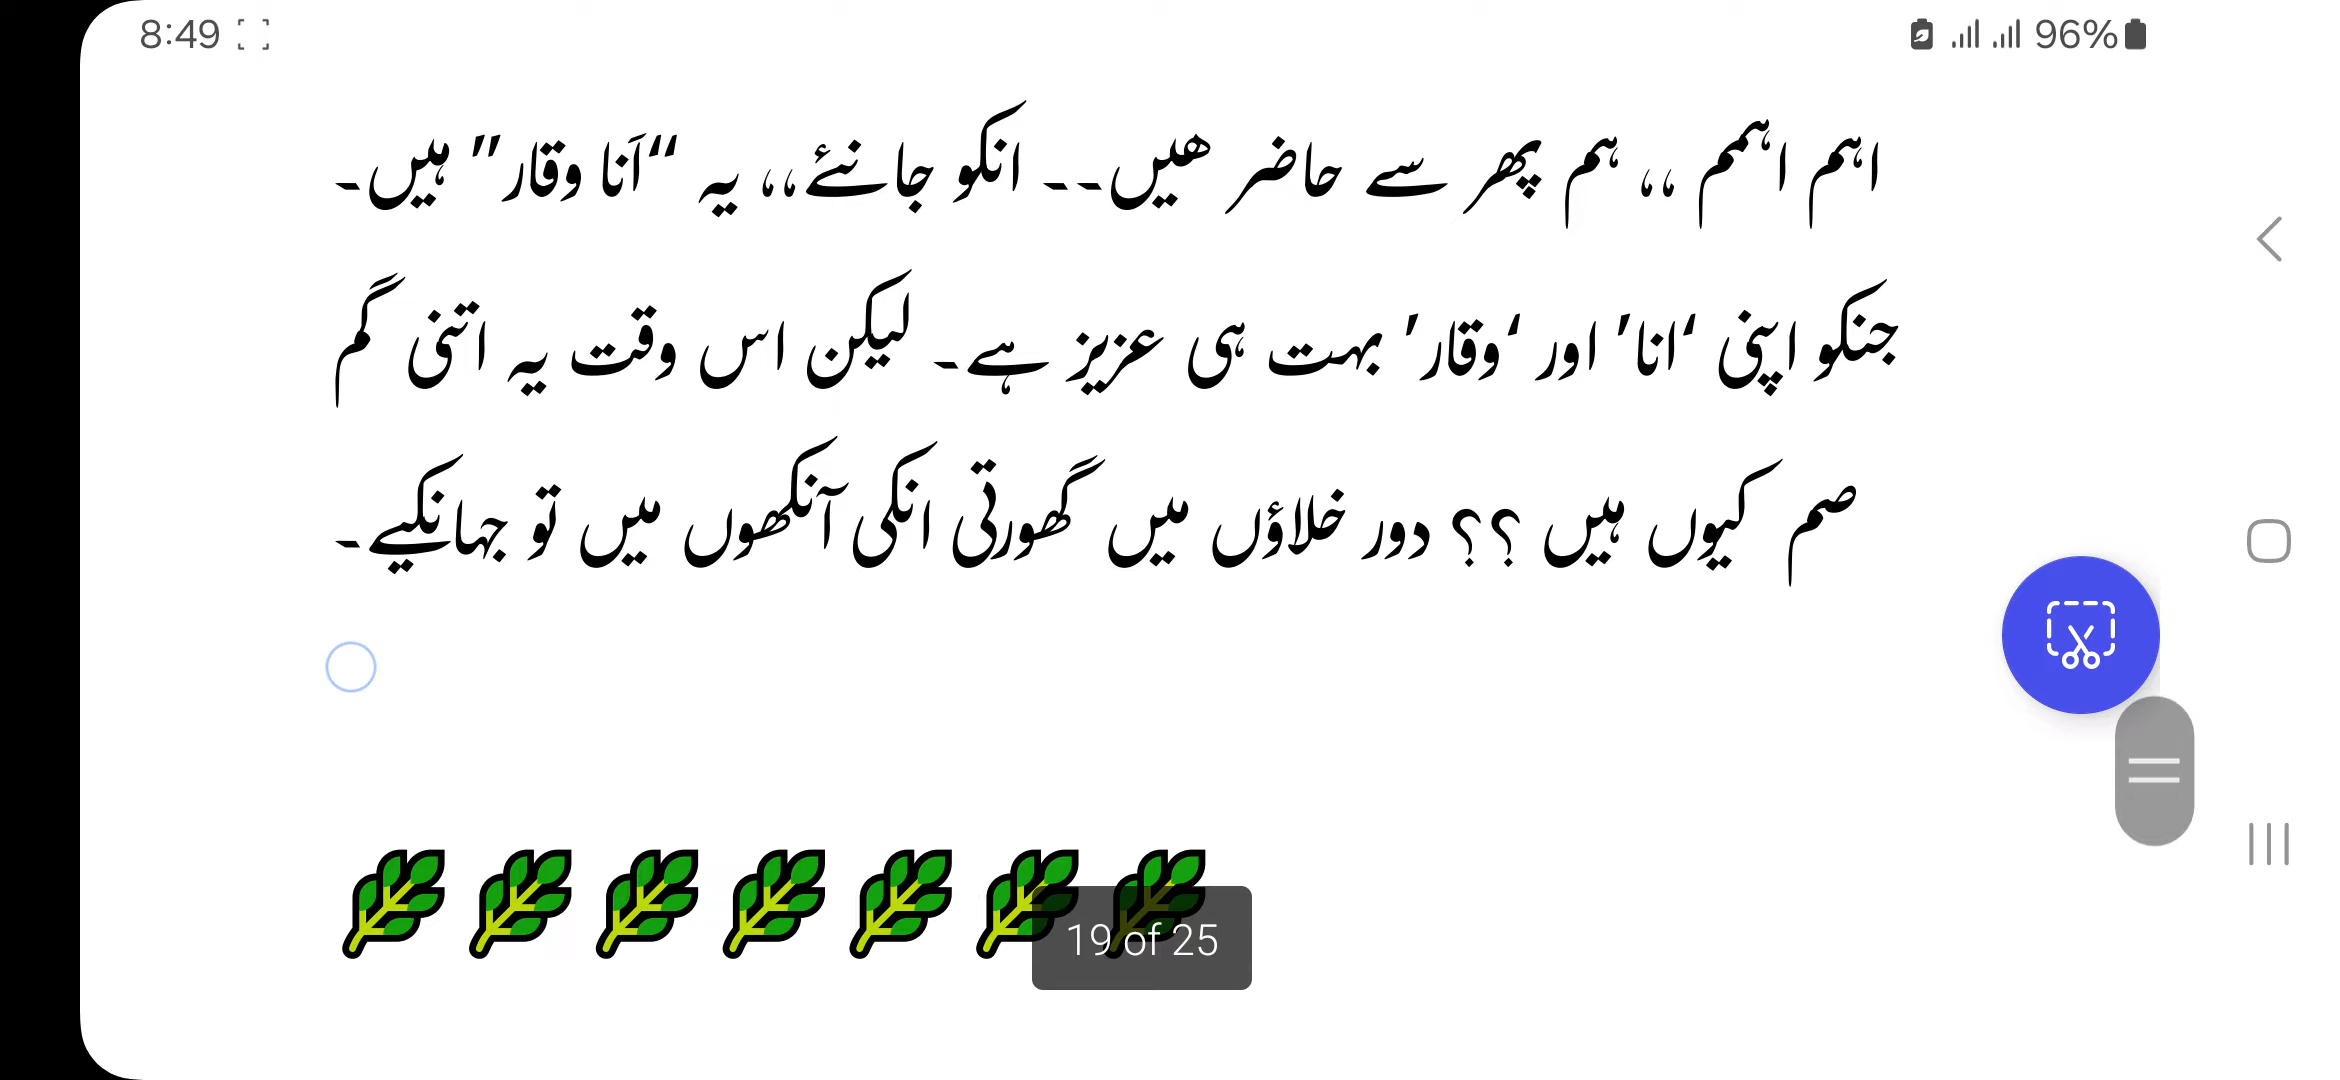 8:49 96%
اہم اہمم ،، ہم پھر سے حاضر ھیں۔۔ انکو جانئے،، یہ “اَنا وقار” ہیں۔
جنکو اپنی ‘انا’ اور ‘وقار’ بہت ہی عزیز ہے۔ لیکن اس وقت یہ اتنی گم
صم کیوں ہیں ؟؟ دور خلاؤں میں گھورتی انکی آنکھوں میں تو جہانکیے۔
19 of 25